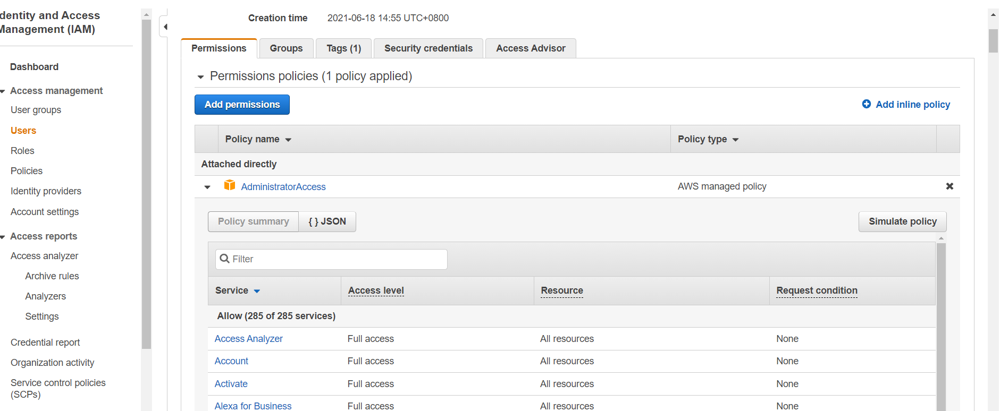 dentity and Access
Management (IAM)
Dashboard
Access management
User groups
Users
Roles
Policies
Identity providers
Account settings
Access reports
Access analyzer
Archive rules
Analyzers
Settings
Credential report
Organization activity
Service control policies
(SCPs)
Creation time 2021-06-18 14:55 UTC+0800
Permissions Groups Tags (1) Security credentials Access Advisor
Permissions policies (1 policy applied)
Add permissions Add inline policy
Policy name Policy type
Attached directly
AdministratorAccess AWS managed policy
Policy summary { } JSON Simulate policy
Filter
Service Access level Resource Request condition
Allow (285 of 285 services)
Access Analyzer Full access All resources None
Account Full access All resources None
Activate Full access All resources None
Alexa for Business Full access All resources None